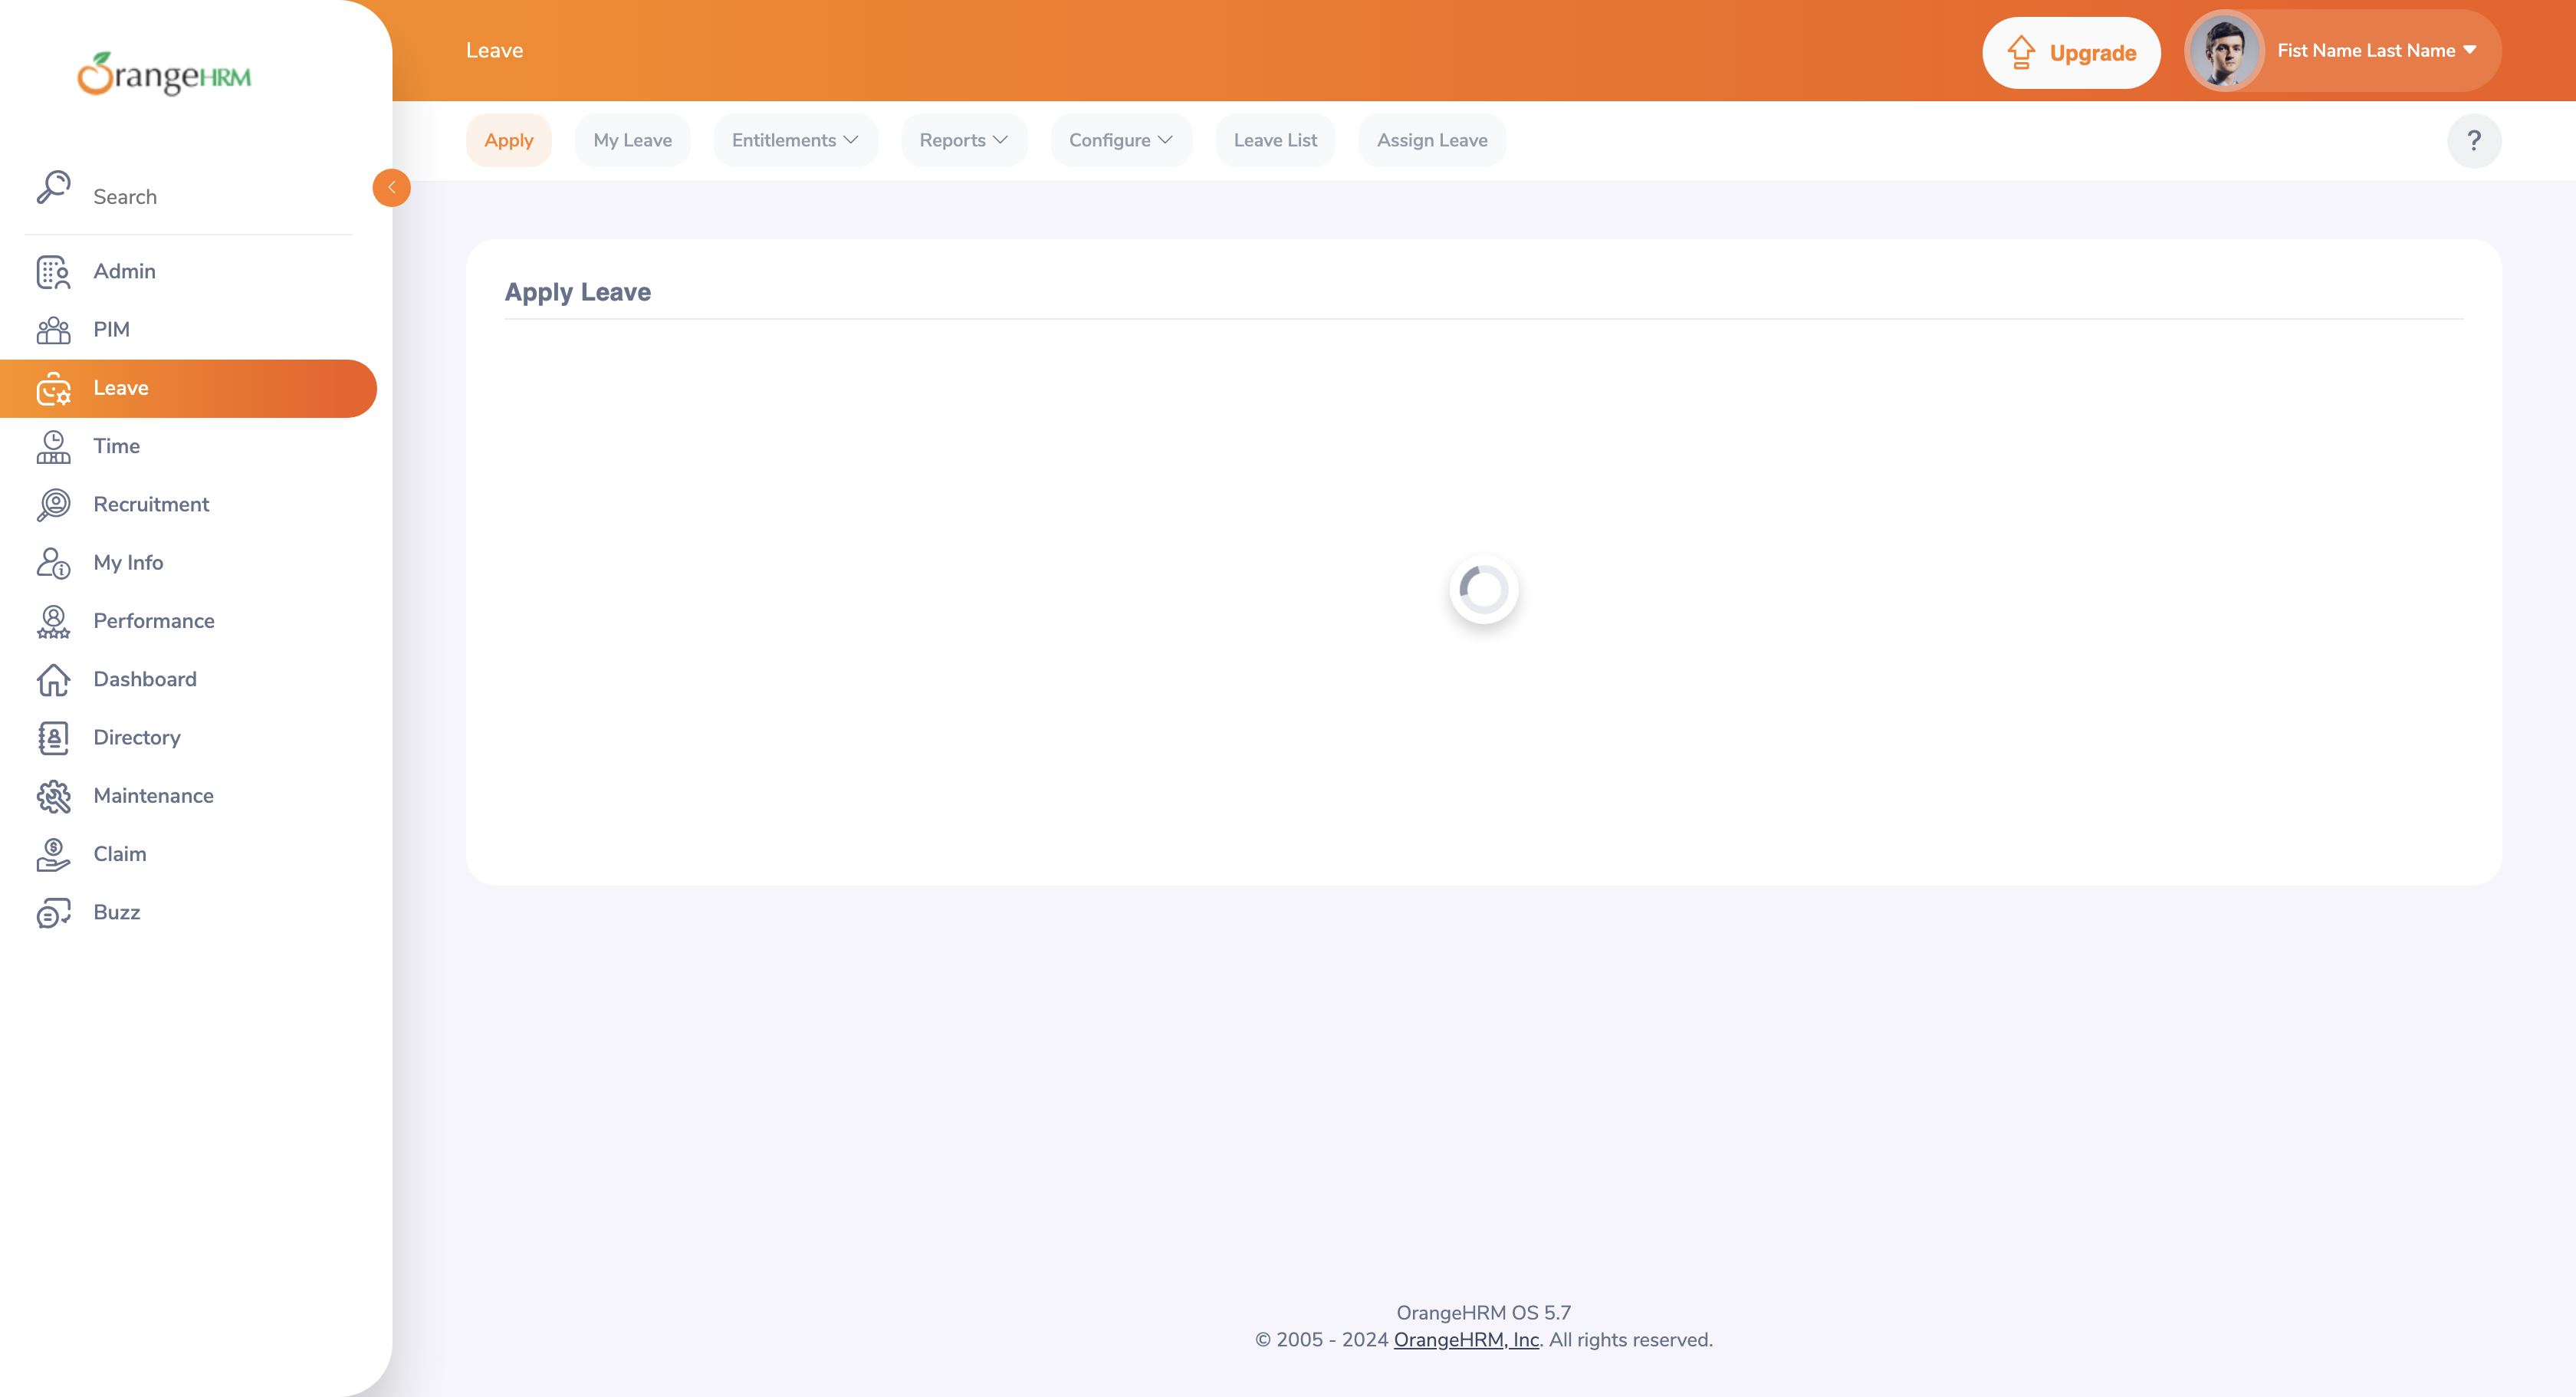 OrangeHRM
Search
Admin
PIM
Leave
Time
Recruitment
My Info
Performance
Dashboard
Directory
Maintenance
Claim
Buzz
Leave
Upgrade
Fist Name Last Name
Apply
My Leave
Entitlements
Reports
Configure
Leave List
Assign Leave
?
Apply Leave
OrangeHRM OS 5.7
© 2005 - 2024 OrangeHRM, Inc. All rights reserved.